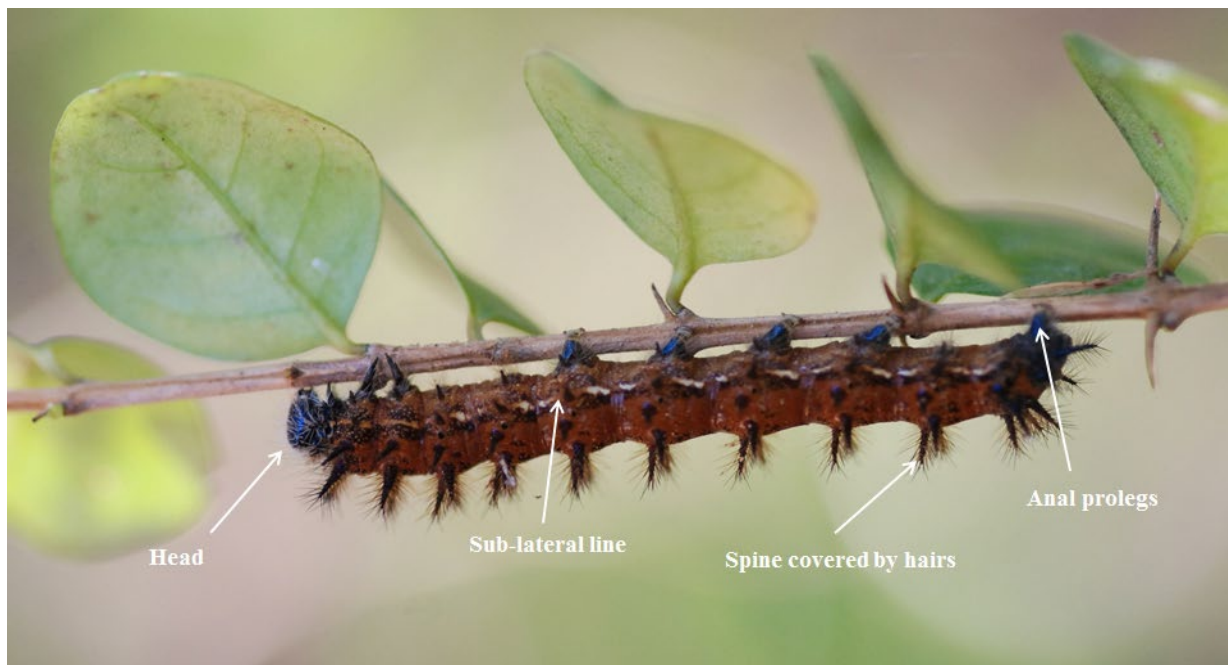 Anal prolegs
Sub-lateral line
Head
Spine covered by hairs